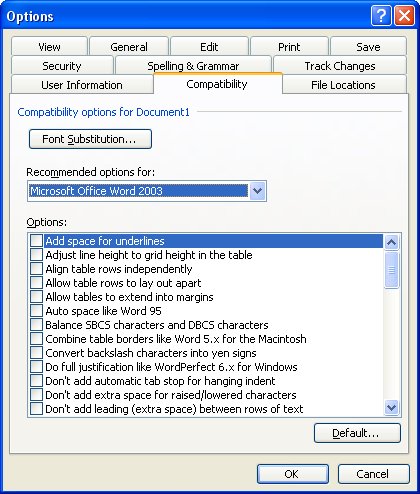 Options
View General Edit Print Save
Security Spelling & Grammar Track Changes
User Information Compatibility File Locations
Compatibility options for Document1
Font Substitution...
Recommended options for:
Microsoft Office Word 2003
Options:
Add space for underlines
Adjust line height to grid height in the table
Align table rows independently
Allow table rows to lay out apart
Allow tables to extend into margins
Auto space like Word 95
Balance SBCS characters and DBCS characters
Combine table borders like Word 5.x for the Macintosh
Convert backslash characters into yen signs
Do full justification like WordPerfect 6.x for Windows
Don't add automatic tab stop for hanging indent
Don't add extra space for raised/lowered characters
Don't add leading (extra space) between rows of text
Default...
OK Cancel